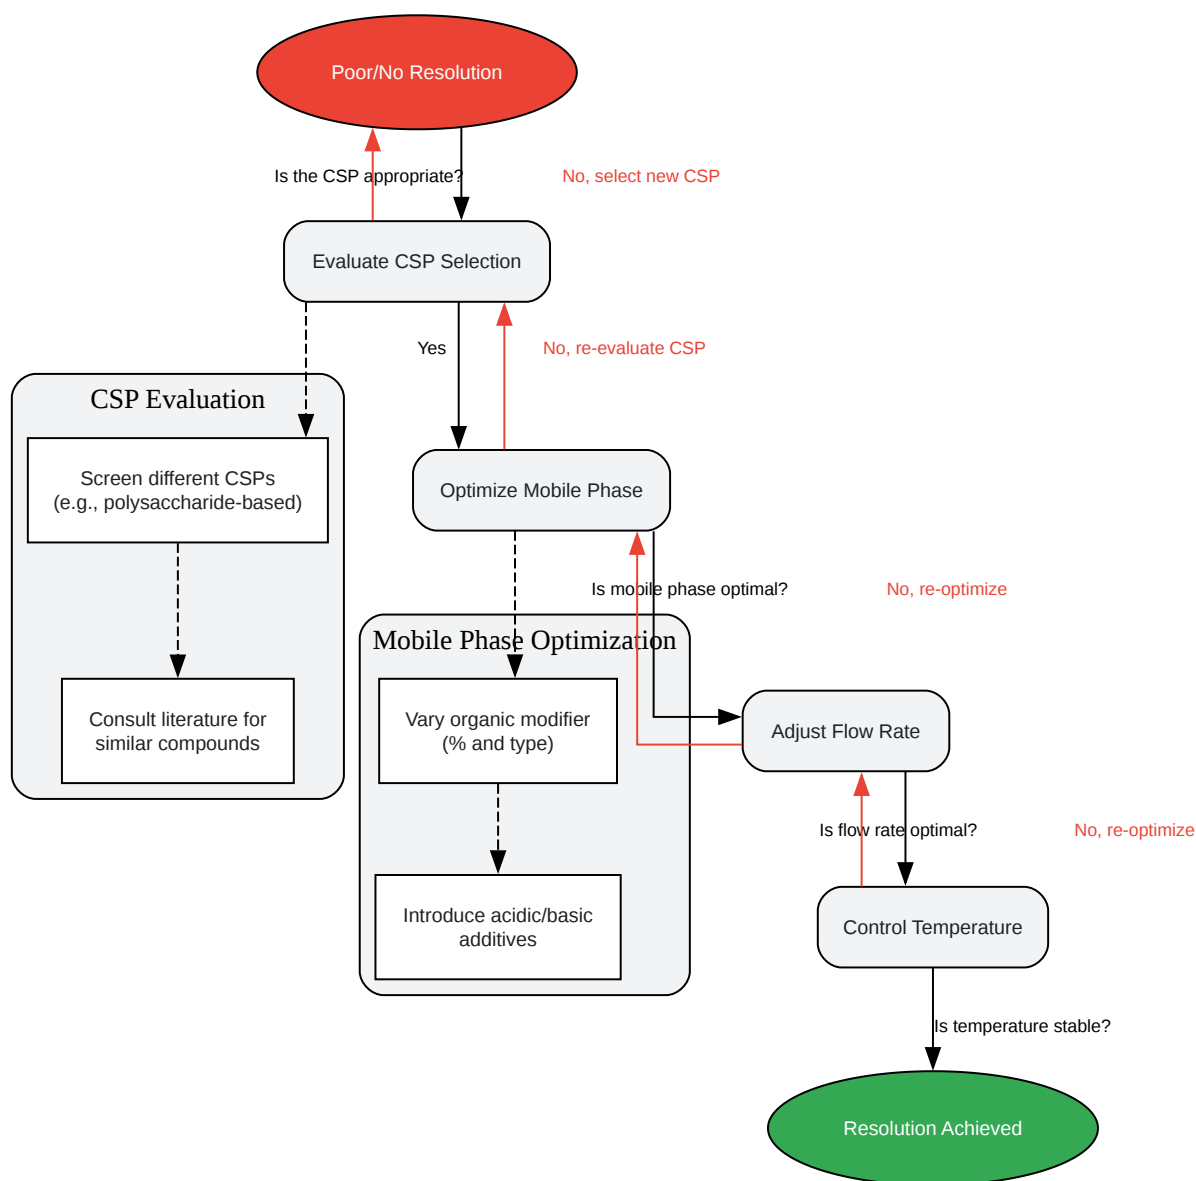 Poor/No Resolution
Is the CSP appropriate?
No, select new CSP
Evaluate CSP Selection
Yes
No, re-evaluate CSP
CSP Evaluation
Screen different CSPs
(e.g., polysaccharide-based)
Optimize Mobile Phase
Is mobile phase optimal?
No, re-optimize
Mobile Phase Optimization
Consult literature for
similar compounds
Vary organic modifier
(% and type)
Adjust Flow Rate
Is flow rate optimal?
No, re-optimize
Introduce acidic/basic
additives
Control Temperature
Is temperature stable?
Resolution Achieved